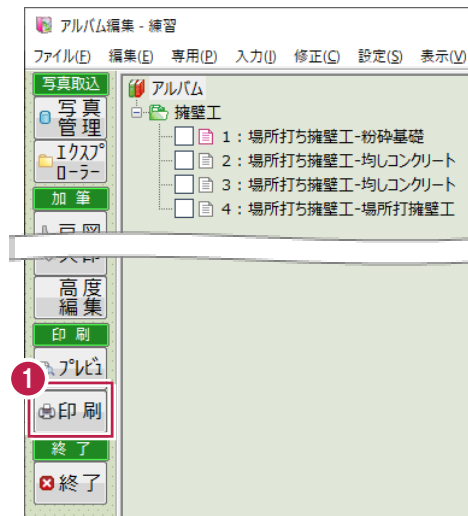 アルバム編集 - 練習
ファイル(F) 編集(E) 専用(P) 入力(I) 修正(C) 設定(S) 表示(V)
写真取込
写真
管理
エクスプ
ローラー
加 筆
高度
編集
印 刷
プレビュ
1
印 刷
終 了
終 了
アルバム
擁壁工
1：場所打ち擁壁工-粉砕基礎
2：場所打ち擁壁工-均しコンクリート
3：場所打ち擁壁工-均しコンクリート
4：場所打ち擁壁工-場所打擁壁工